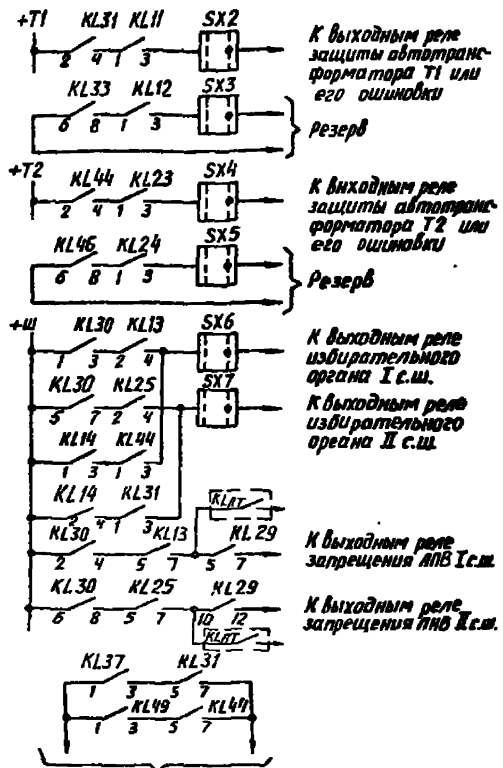 +T1 KL31 KL11 SX2
2 4 1 3
К выходным реле
защиты автотранс-
форматора Т1 или
его ошиновки
KL33 KL12 SX3
6 8 1 3
Резерв
+T2 KL44 KL23 SX4
2 4 1 3
К выходным реле
защиты автотранс-
форматора Т2 или
его ошиновки
KL46 KL24 SX5
6 8 1 3
Резерв
+Ш KL30 KL13 SX6
1 3 2 4
К выходным реле
избирательного
органа I с.ш.
KL30 KL25 SX7
5 7 2 4
К выходным реле
избирательного
органа II с.ш.
KL14 KL44
1 3 1 3
KL14 KL31
2 4 1 3
KLПТ
KL30 KL13 KL29
2 4 5 7 5 7
К выходным реле
запрещения АПВ I с.ш.
KL30 KL25 KL29
6 8 5 7 10 12
К выходным реле
запрещения АПВ II с.ш.
KLПТ
KL37 KL31
1 3 5 7
KL49 KL44
1 3 5 7